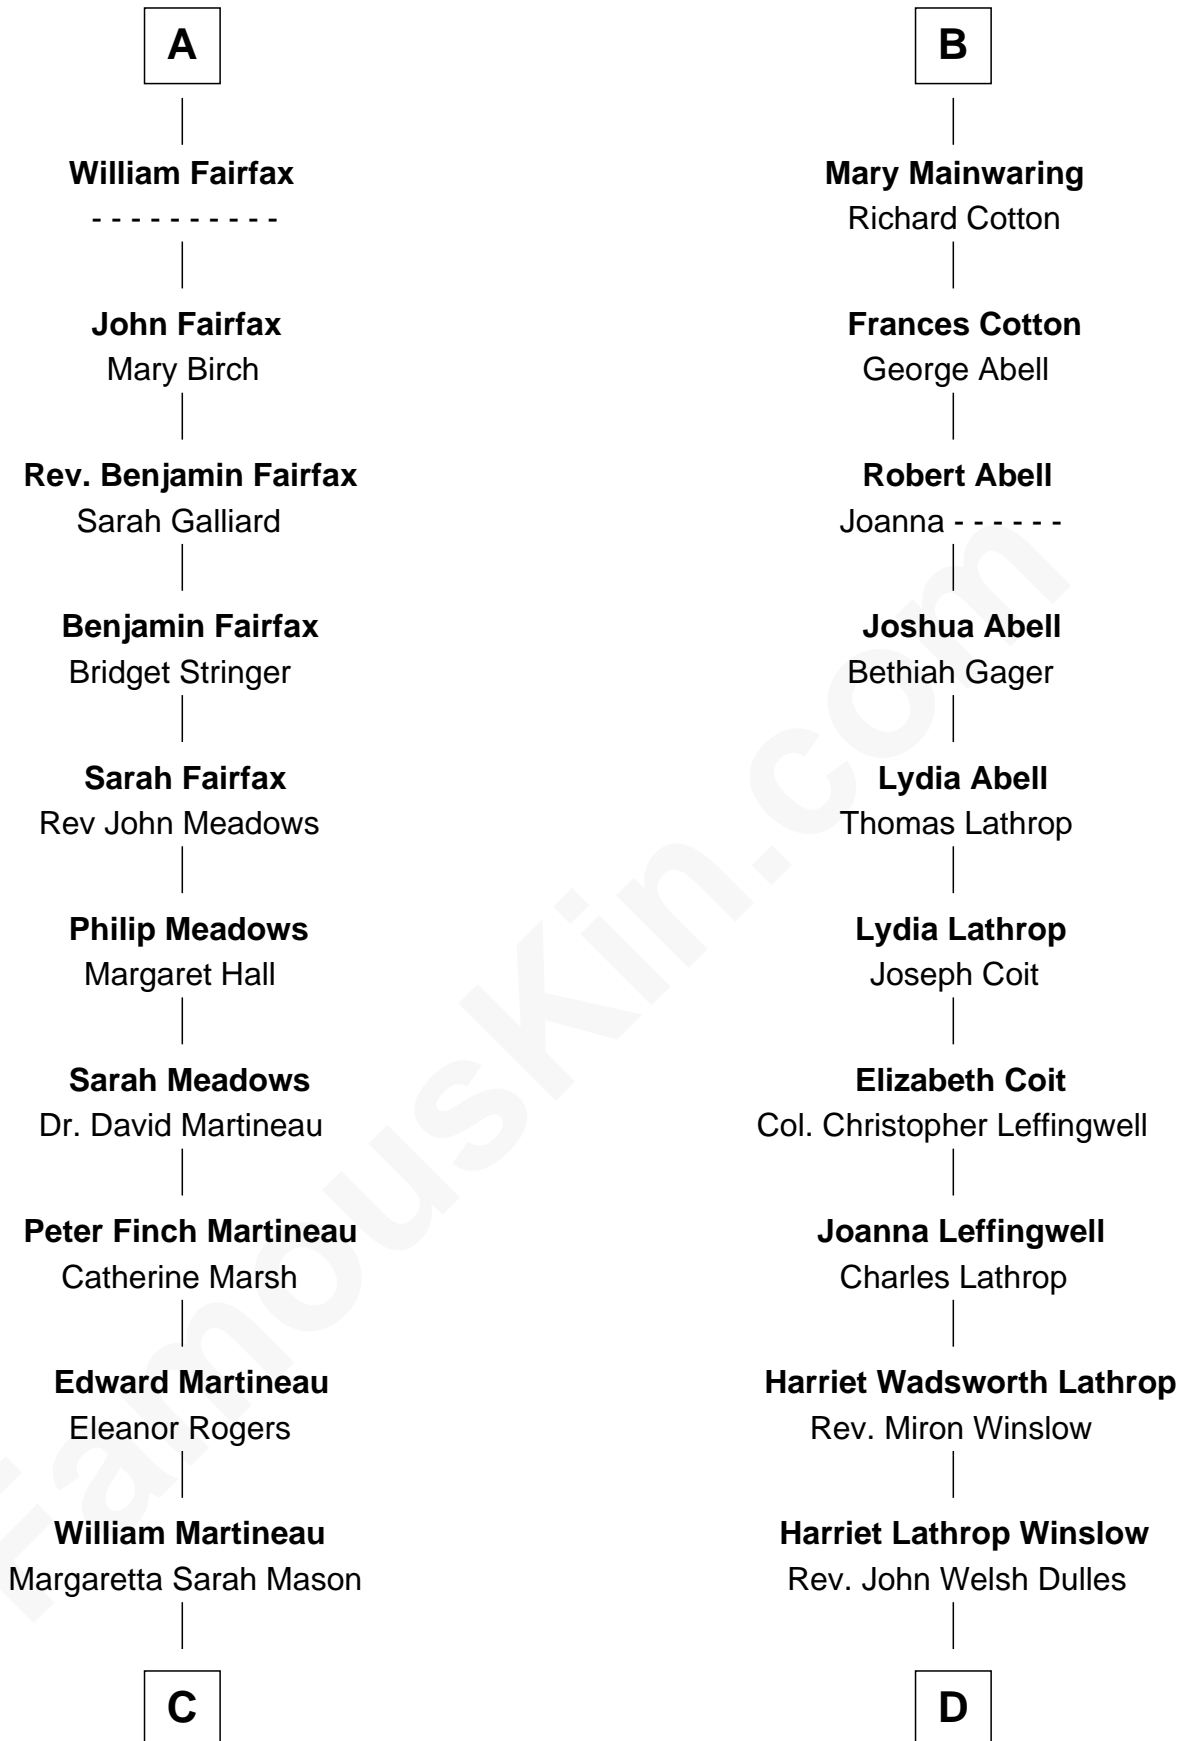 A
William Fairfax
- - - - - - - - - -
John Fairfax
Mary Birch
Rev. Benjamin Fairfax
Sarah Galliard
Benjamin Fairfax
Bridget Stringer
Sarah Fairfax
Rev John Meadows
Philip Meadows
Margaret Hall
Sarah Meadows
Dr. David Martineau
Peter Finch Martineau
Catherine Marsh
Edward Martineau
Eleanor Rogers
William Martineau
Margaretta Sarah Mason
C
B
Mary Mainwaring
Richard Cotton
Frances Cotton
George Abell
Robert Abell
Joanna - - - - - -
Joshua Abell
Bethiah Gager
Lydia Abell
Thomas Lathrop
Lydia Lathrop
Joseph Coit
Elizabeth Coit
Col. Christopher Leffingwell
Joanna Leffingwell
Charles Lathrop
Harriet Wadsworth Lathrop
Rev. Miron Winslow
Harriet Lathrop Winslow
Rev. John Welsh Dulles
D
FamousKin.com